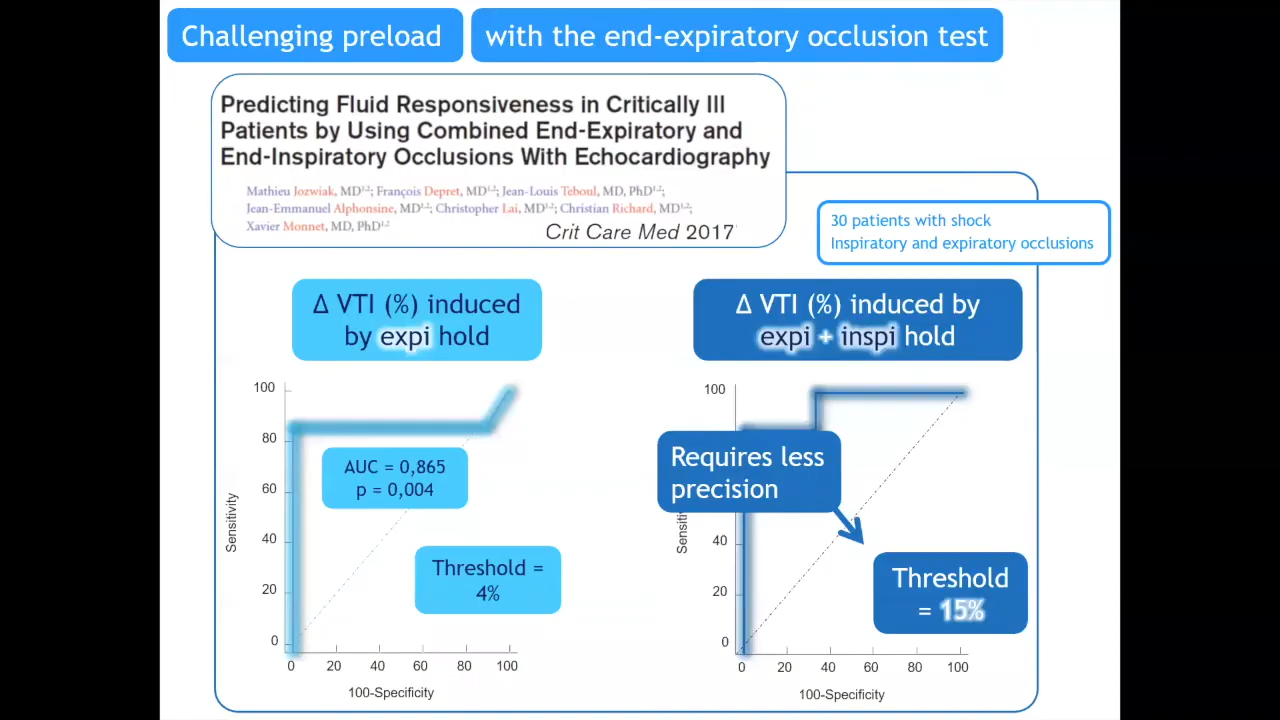 Challenging preload
with the end-expiratory occlusion test
Predicting Fluid Responsiveness in Critically Ill
Patients by Using Combined End-Expiratory and
End-Inspiratory Occlusions With Echocardiography
Mathieu Jozwiak, MD1,2; François Depret, MD1,2; Jean-Louis Teboul, MD, PhD1,2;
Jean-Emmanuel Alphonsine, MD1,2; Christopher Lai, MD1,2; Christian Richard, MD1,2;
Xavier Monnet, MD, PhD1,2
Crit Care Med 2017
30 patients with shock
Inspiratory and expiratory occlusions
Δ VTI (%) induced
by expi hold
100
80
60
40
20
0
Sensitivity
AUC = 0,865
p = 0,004
Threshold =
4%
0 20 40 60 80 100
100-Specificity
Δ VTI (%) induced by
expi + inspi hold
100
40
20
0
Requires less
precision
Threshold
= 15%
0 20 40 60 80 100
100-Specificity